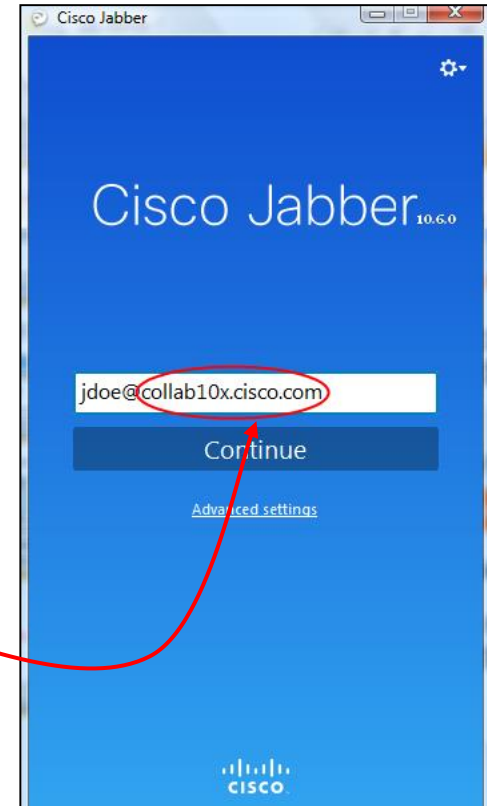 Cisco Jabber
Cisco Jabber 10.6.0
jdoe@collab10x.cisco.com
Continue
Advanced settings
CISCO